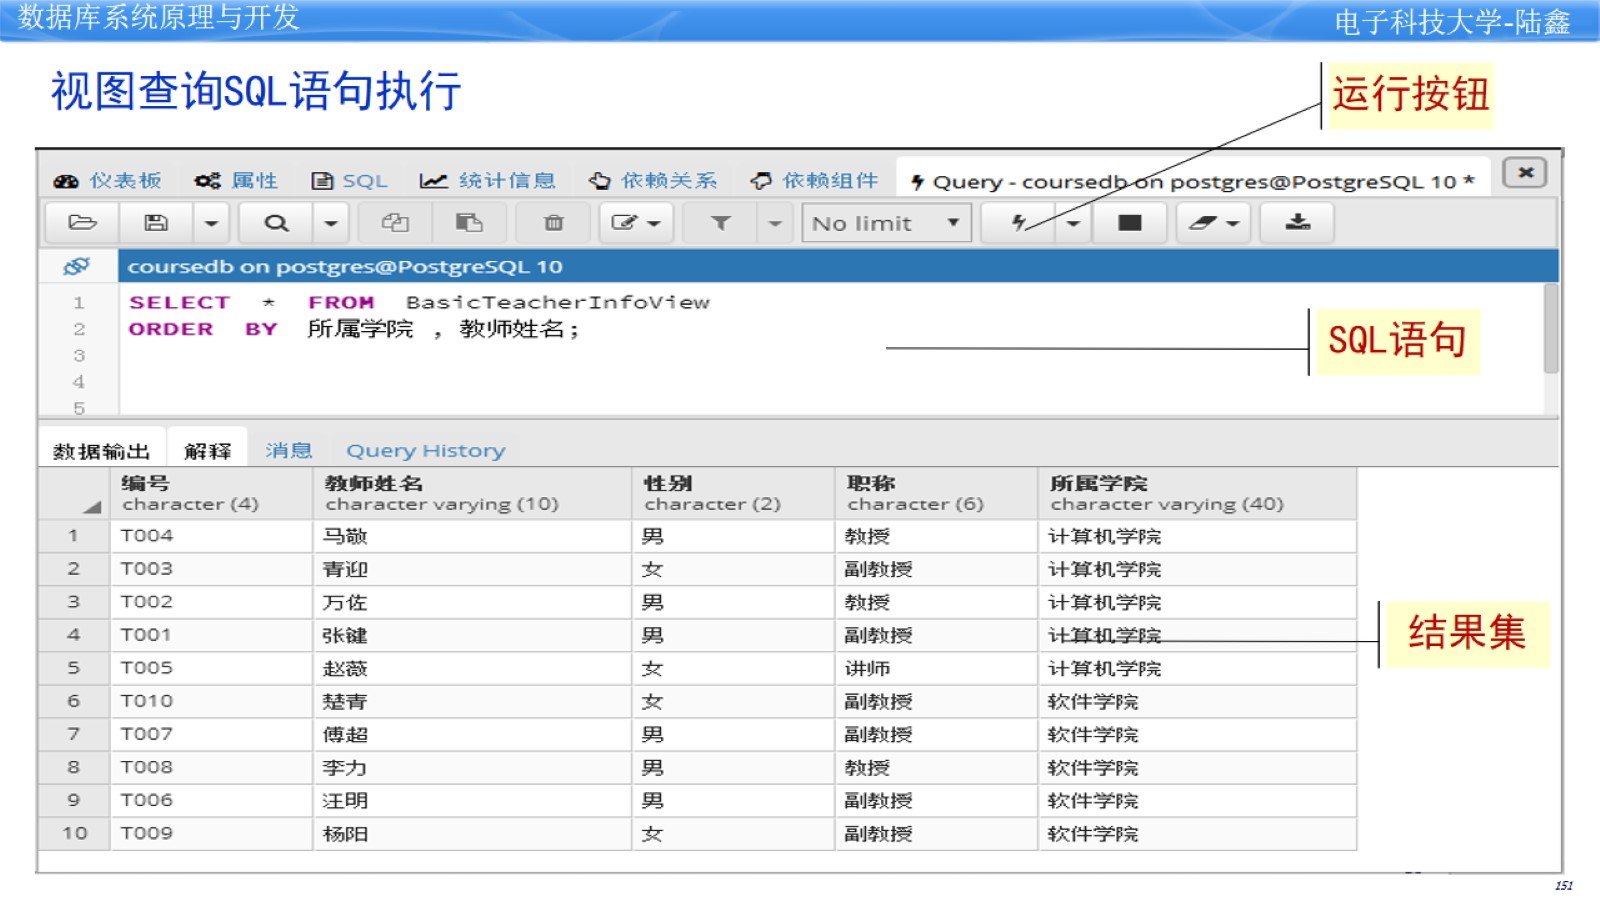 数据库系统原理与开发
电子科技大学-陆鑫
视图查询SQL语句执行
运行按钮
仪表板 属性 SQL 统计信息 依赖关系 依赖组件 Query - coursedb on postgres@PostgreSQL 10 *
No limit
coursedb on postgres@PostgreSQL 10
1 SELECT * FROM BasicTeacherInfoView
2 ORDER BY 所属学院 , 教师姓名;
3
4
5
SQL语句
数据输出 解释 消息 Query History
编号 教师姓名 性别 职称 所属学院
character (4) character varying (10) character (2) character (6) character varying (40)
1 T004 马敬 男 教授 计算机学院
2 T003 青迎 女 副教授 计算机学院
3 T002 万佐 男 教授 计算机学院
4 T001 张键 男 副教授 计算机学院
5 T005 赵薇 女 讲师 计算机学院
6 T010 楚青 女 副教授 软件学院
7 T007 傅超 男 副教授 软件学院
8 T008 李力 男 教授 软件学院
9 T006 汪明 男 副教授 软件学院
10 T009 杨阳 女 副教授 软件学院
结果集
151